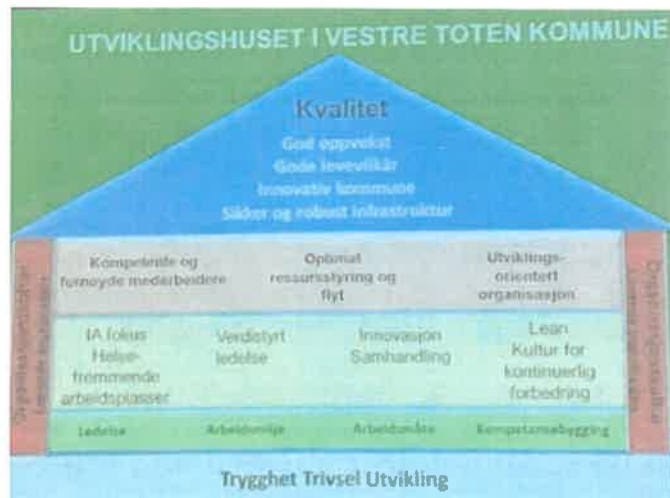 UTVIKLINGSHUSET I VESTRE TOTEN KOMMUNE
Kvalitet
God oppvekst
Gode levevilkår
Innovativ kommune
Sikker og robust infrastruktur
Kompetente og
fornøyde medarbeidere
Optimal
ressursstyring og
flyt
Utviklings-
orientert
organisasjon
IA fokus
Helse-
fremmende
arbeidsplasser
Verdistyrt
ledelse
Innovasjon
Samhandling
Lean
Kultur for
kontinuerlig
forbedring
Ledelse
Arbeidsmiljø
Arbeidsmåte
Kompetansebygging
Trygghet Trivsel Utvikling